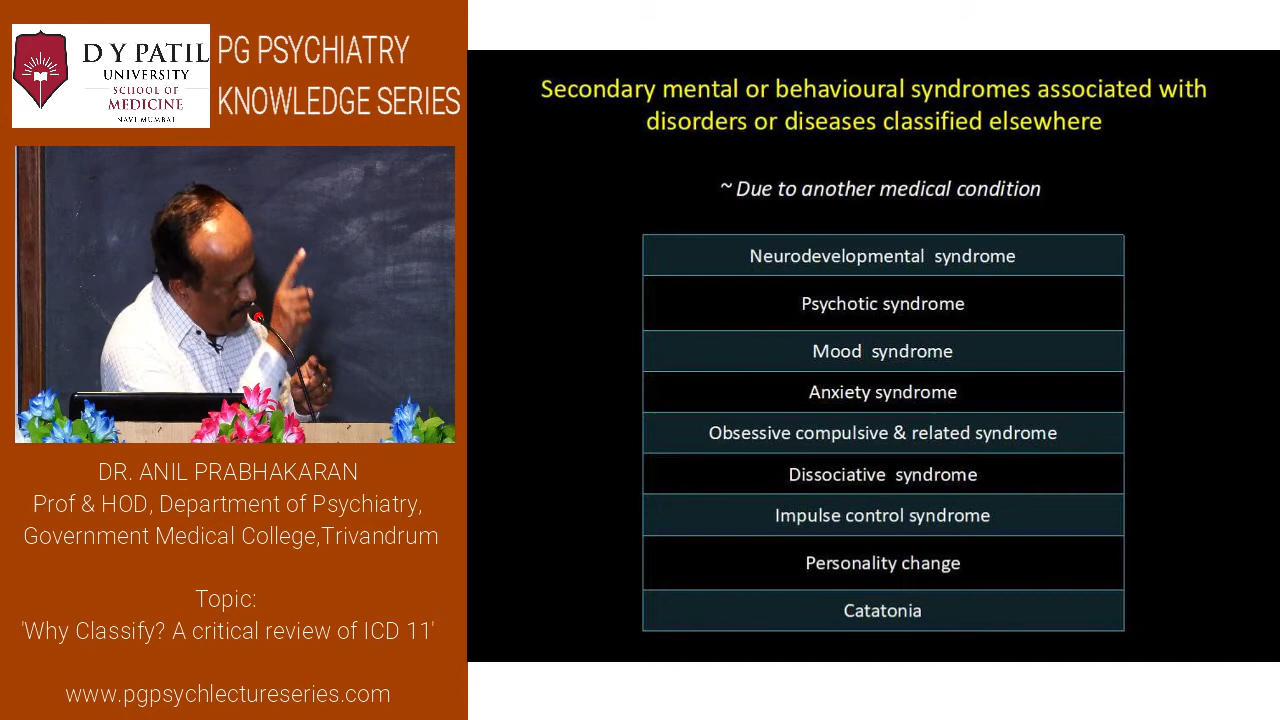 D Y PATIL
UNIVERSITY
SCHOOL OF
MEDICINE
NAVI MUMBAI
PG PSYCHIATRY
KNOWLEDGE SERIES
DR. ANIL PRABHAKARAN
Prof & HOD, Department of Psychiatry,
Government Medical College,Trivandrum
Topic:
'Why Classify? A critical review of ICD 11'
www.pgpsychlectureseries.com
Secondary mental or behavioural syndromes associated with
disorders or diseases classified elsewhere
~ Due to another medical condition
Neurodevelopmental syndrome
Psychotic syndrome
Mood syndrome
Anxiety syndrome
Obsessive compulsive & related syndrome
Dissociative syndrome
Impulse control syndrome
Personality change
Catatonia